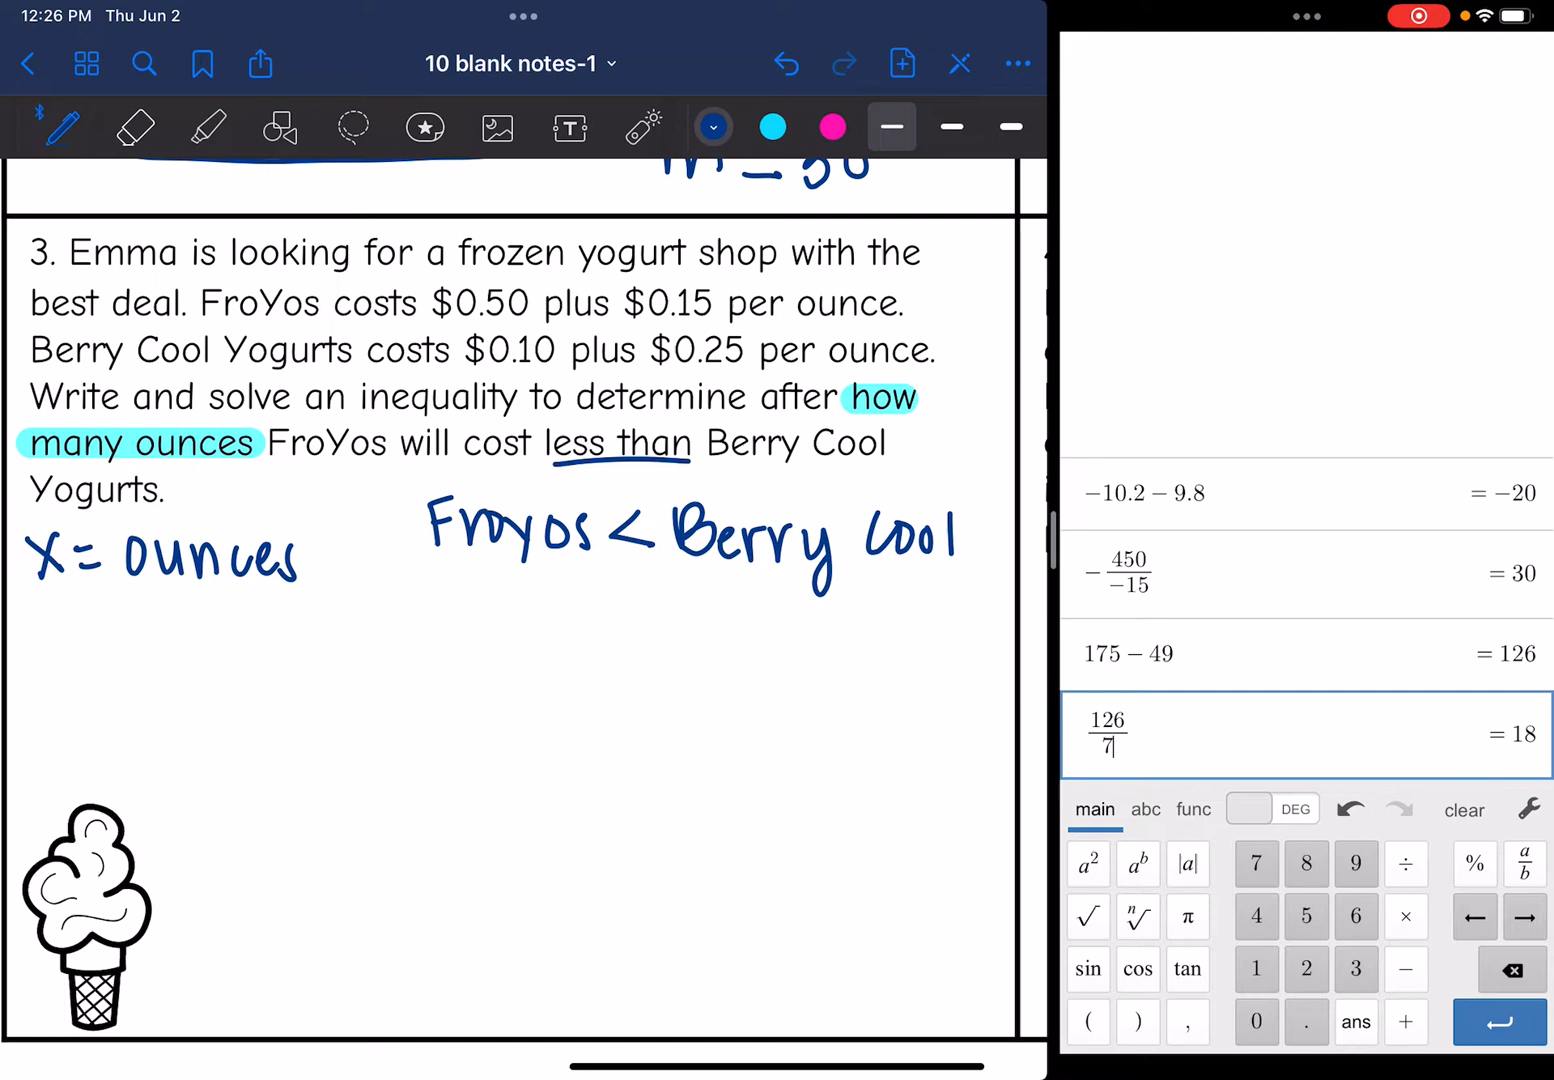 12:26 PM Thu Jun 2
10 blank notes-1
T
3. Emma is looking for a frozen yogurt shop with the
best deal. FroYos costs $0.50 plus $0.15 per ounce.
Berry Cool Yogurts costs $0.10 plus $0.25 per ounce.
Write and solve an inequality to determine after how
many ounces FroYos will cost less than Berry Cool
Yogurts.
Froyos < Berry cool
x = ounces
−10.2 − 9.8 = −20
−450/−15 = 30
175 − 49 = 126
126/7 = 18
main abc func DEG clear
a² aᵇ |a| 7 8 9 ÷ % a/b
√ ⁿ√ π 4 5 6 × ← →
sin cos tan 1 2 3 −
( ) , 0 . ans +